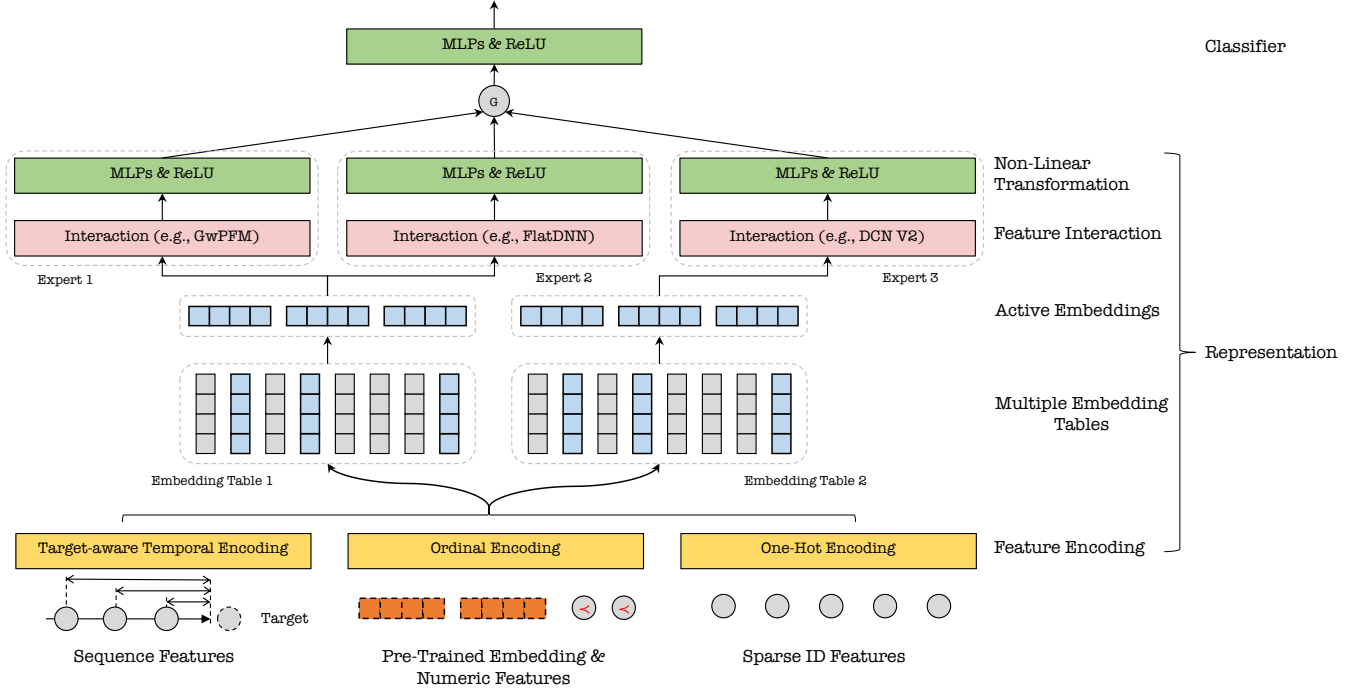 MLPs & ReLU
Classifier
G
MLPs & ReLU
MLPs & ReLU
MLPs & ReLU
Non-Linear
Transformation
Interaction (e.g., GwPFM)
Interaction (e.g., FlatDNN)
Interaction (e.g., DCN V2)
Feature Interaction
Expert 1
Expert 2
Expert 3
Active Embeddings
Representation
Multiple Embedding
Tables
Embedding Table 1
Embedding Table 2
Target-aware Temporal Encoding
Ordinal Encoding
One-Hot Encoding
Feature Encoding
Target
≺
≺
Sequence Features
Pre-Trained Embedding &
Numeric Features
Sparse ID Features